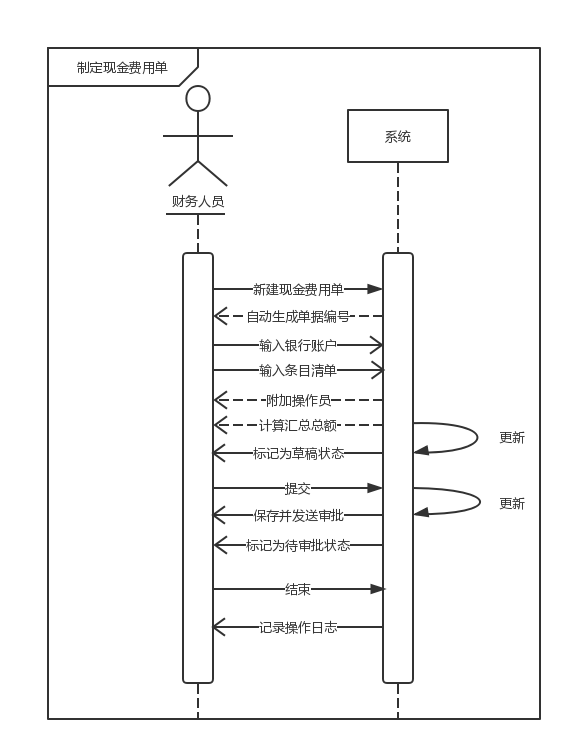 制定现金费用单
系统
财务人员
新建现金费用单
自动生成单据编号
输入银行账户
输入条目清单
附加操作员
计算汇总总额
更新
标记为草稿状态
提交
更新
保存并发送审批
标记为待审批状态
结束
记录操作日志